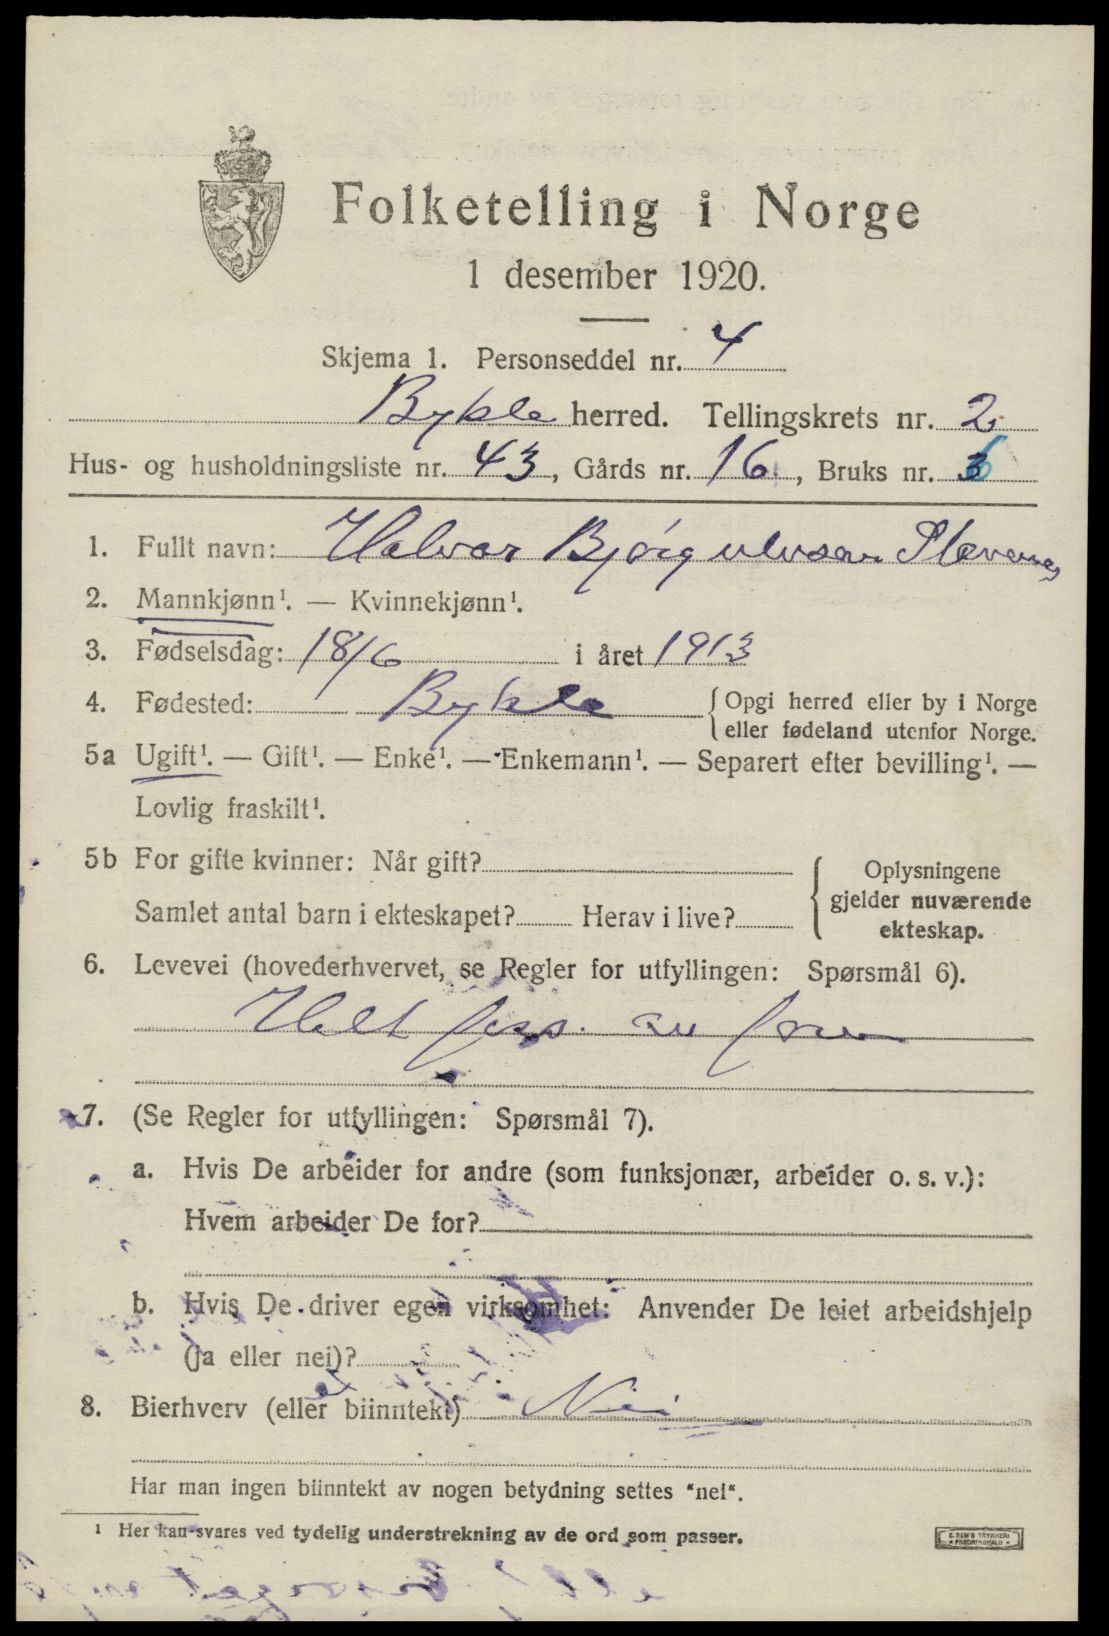 Folketelling i Norge
1 desember 1920.
Skjema 1. Personseddel nr. 4
Bykle herred. Tellingskrets nr. 2.
Hus- og husholdningsliste nr. 43, Gårds nr. 16, Bruks nr. 6
1. Fullt navn: Halvor Bjørgulvsen
2. Mannkjønn¹. — Kvinnekjønn¹.
3. Fødselsdag: 18/6 i året 1913
4. Fødested: Bykle {Opgi herred eller by i Norge
eller fødeland utenfor Norge.
5a Ugift¹. — Gift¹. — Enke¹. — Enkemann¹. — Separert efter bevilling¹. —
Lovlig fraskilt¹.
5b For gifte kvinner: Når gift?
Samlet antal barn i ekteskapet? Herav i live?
{Oplysningene
gjelder nuværende
ekteskap.
6. Levevei (hovederhvervet, se Regler for utfyllingen: Spørsmål 6).
Helt fors. av
7. (Se Regler for utfyllingen: Spørsmål 7).
a. Hvis De arbeider for andre (som funksjonær, arbeider o. s. v.):
Hvem arbeider De for?
b. Hvis De driver egen virksomhet: Anvender De leiet arbeidshjelp
(ja eller nei)?
8. Bierhverv (eller biinntekt) Nei
Har man ingen biinntekt av nogen betydning settes "nei".
¹ Her kan svares ved tydelig understrekning av de ord som passer.
E. SEM'S TRYKKERI
FREDRIKSHALD